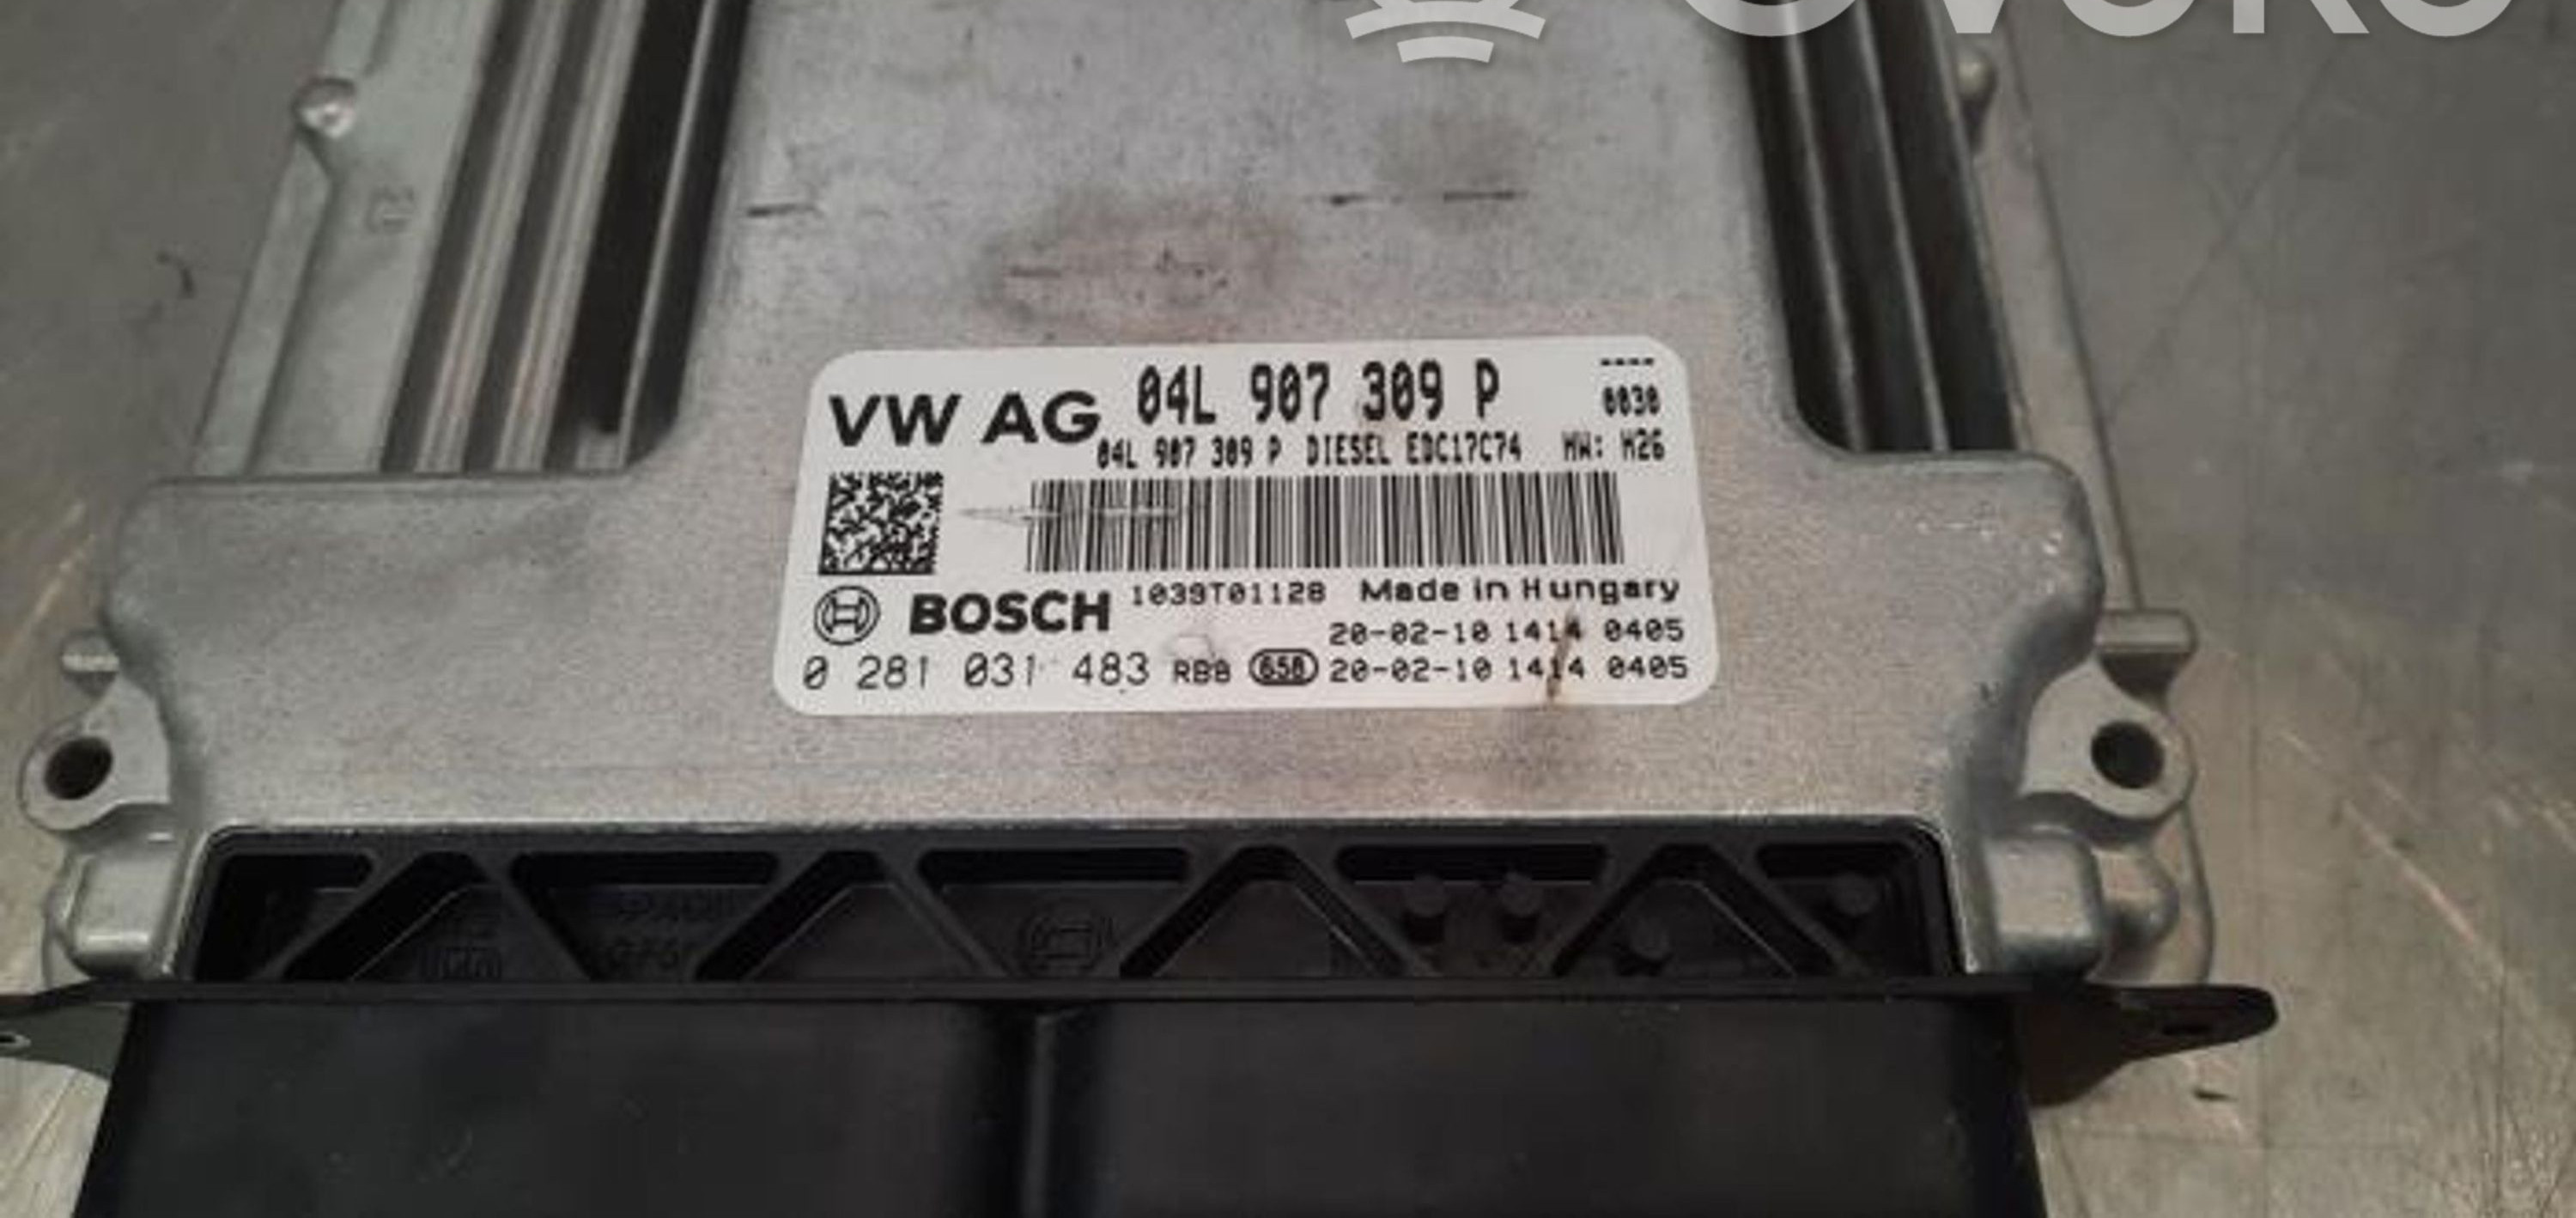 VW AG 04L 907 309 P ----
0030
04L 907 309 P DIESEL EDC17C74 HW: H26
BOSCH 1039T01128 Made in Hungary
20-02-10 1414 0405
0 281 031 483 RBB 658 20-02-10 1414 0405